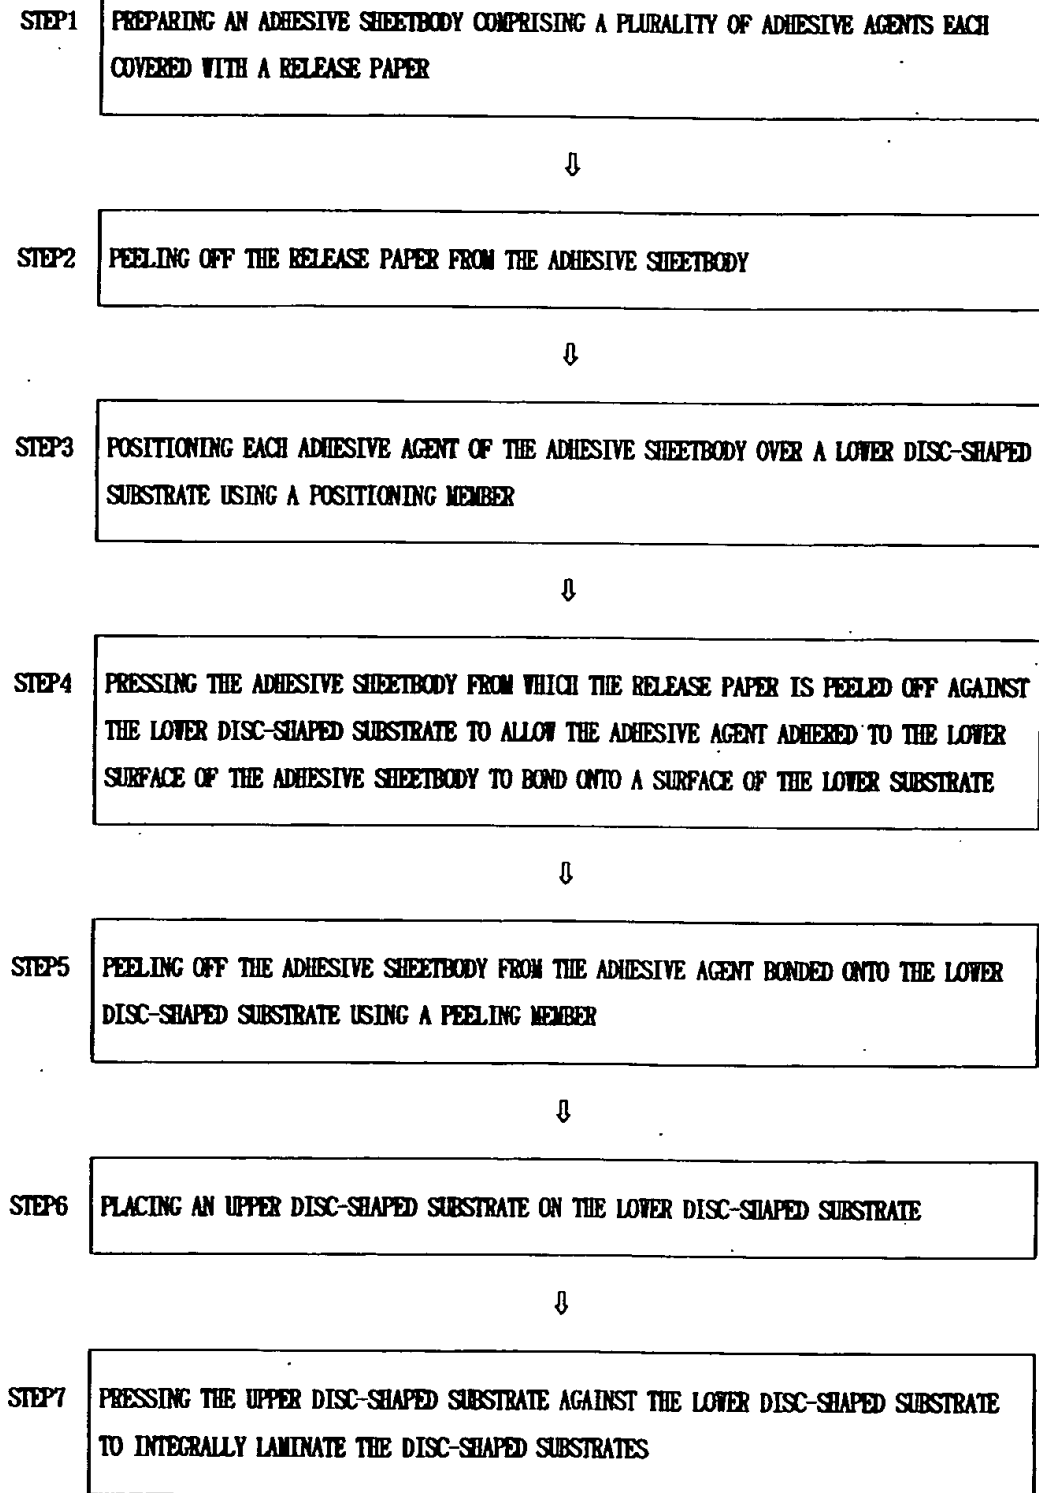 STEP1 PREPARING AN ADHESIVE SHEETBODY COMPRISING A PLURALITY OF ADHESIVE AGENTS EACH
COVERED WITH A RELEASE PAPER
⇩
STEP2 PEELING OFF THE RELEASE PAPER FROM THE ADHESIVE SHEETBODY
⇩
STEP3 POSITIONING EACH ADHESIVE AGENT OF THE ADHESIVE SHEETBODY OVER A LOWER DISC-SHAPED
SUBSTRATE USING A POSITIONING MEMBER
⇩
STEP4 PRESSING THE ADHESIVE SHEETBODY FROM WHICH THE RELEASE PAPER IS PEELED OFF AGAINST
THE LOWER DISC-SHAPED SUBSTRATE TO ALLOW THE ADHESIVE AGENT ADHERED TO THE LOWER
SURFACE OF THE ADHESIVE SHEETBODY TO BOND ONTO A SURFACE OF THE LOWER SUBSTRATE
⇩
STEP5 PEELING OFF THE ADHESIVE SHEETBODY FROM THE ADHESIVE AGENT BONDED ONTO THE LOWER
DISC-SHAPED SUBSTRATE USING A PEELING MEMBER
⇩
STEP6 PLACING AN UPPER DISC-SHAPED SUBSTRATE ON THE LOWER DISC-SHAPED SUBSTRATE
⇩
STEP7 PRESSING THE UPPER DISC-SHAPED SUBSTRATE AGAINST THE LOWER DISC-SHAPED SUBSTRATE
TO INTEGRALLY LAMINATE THE DISC-SHAPED SUBSTRATES